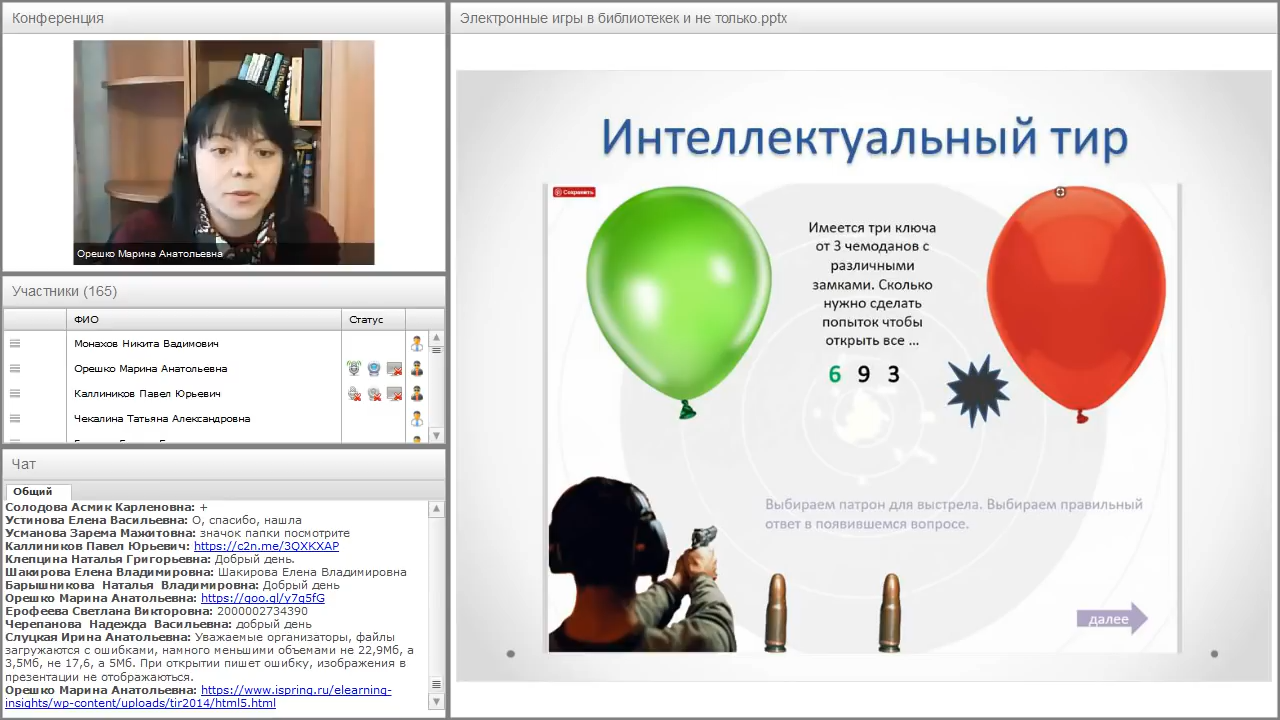 Конференция
Орешко Марина Анатольевна
Участники (165)
ФИО Статус
Монахов Никита Вадимович
Орешко Марина Анатольевна
Каллиников Павел Юрьевич
Чекалина Татьяна Александровна
Чат
Общий
Солодова Асмик Карленовна: +
Устинова Елена Васильевна: О, спасибо, нашла
Усманова Зарема Мажитовна: значок папки посмотрите
Каллиников Павел Юрьевич: https://c2n.me/3QXKXAP
Клепцина Наталья Григорьевна: Добрый день.
Шакирова Елена Владимировна: Шакирова Елена Владимировна
Барышникова Наталья Владимировна: Добрый день
Орешко Марина Анатольевна: https://goo.gl/y7q5fG
Ерофеева Светлана Викторовна: 2000002734390
Черепанова Надежда Васильевна: добрый день
Слуцкая Ирина Анатольевна: Уважаемые организаторы, файлы
загружаются с ошибками, намного меньшими объемами не 22,9Мб, а
3,5Мб, не 17,6, а 5Мб. При открытии пишет ошибку, изображения в
презентации не отображаються.
Орешко Марина Анатольевна: https://www.ispring.ru/elearning-
insights/wp-content/uploads/tir2014/html5.html
Электронные игры в библиотекек и не только.pptx
Интеллектуальный тир
Сохранить
Имеется три ключа
от 3 чемоданов с
различными
замками. Сколько
нужно сделать
попыток чтобы
открыть все ...
6 9 3
Выбираем патрон для выстрела. Выбираем правильный
ответ в появившемся вопросе.
далее